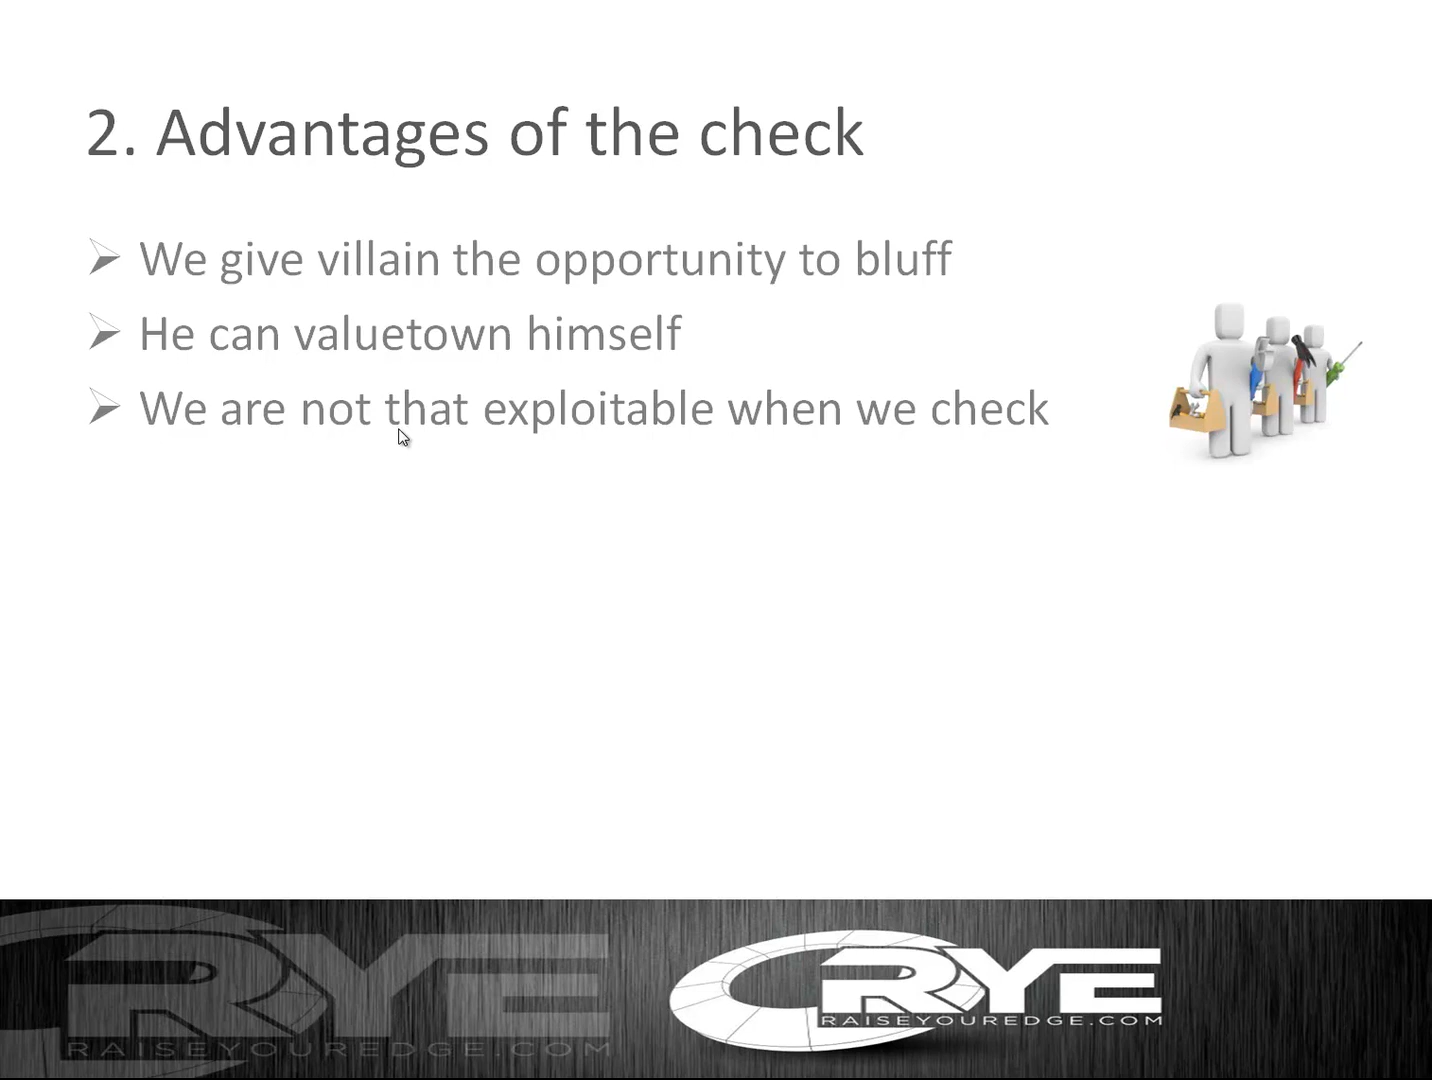 2. Advantages of the check
➢ We give villain the opportunity to bluff
➢ He can valuetown himself
➢ We are not that exploitable when we check
RYE
RAISEYOUREDGE.COM
RYE
RAISEYOUREDGE.COM